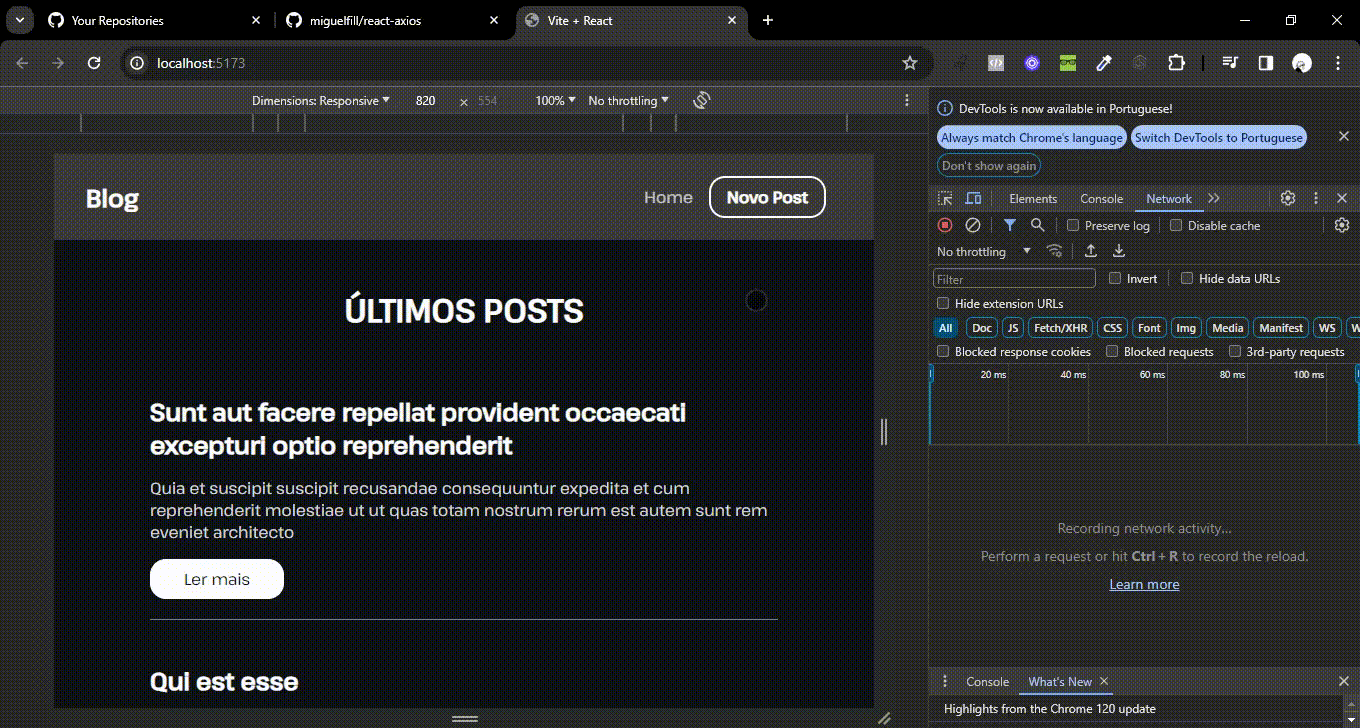 Your Repositories
miguelfill/react-axios
Vite + React
localhost:5173
Dimensions: Responsive
820
×
554
100%
No throttling
DevTools is now available in Portuguese!
Always match Chrome's language
Switch DevTools to Portuguese
Don't show again
Elements
Console
Network
Preserve log
Disable cache
No throttling
Filter
Invert
Hide data URLs
Hide extension URLs
All
Doc
JS
Fetch/XHR
CSS
Font
Img
Media
Manifest
WS
Blocked response cookies
Blocked requests
3rd-party requests
20 ms
40 ms
60 ms
80 ms
100 ms
Recording network activity...
Perform a request or hit Ctrl + R to record the reload.
Learn more
Console
What's New
Highlights from the Chrome 120 update
Blog
Home
Novo Post
ÚLTIMOS POSTS
Sunt aut facere repellat provident occaecati
excepturi optio reprehenderit
Quia et suscipit suscipit recusandae consequuntur expedita et cum
reprehenderit molestiae ut ut quas totam nostrum rerum est autem sunt rem
eveniet architecto
Ler mais
Qui est esse